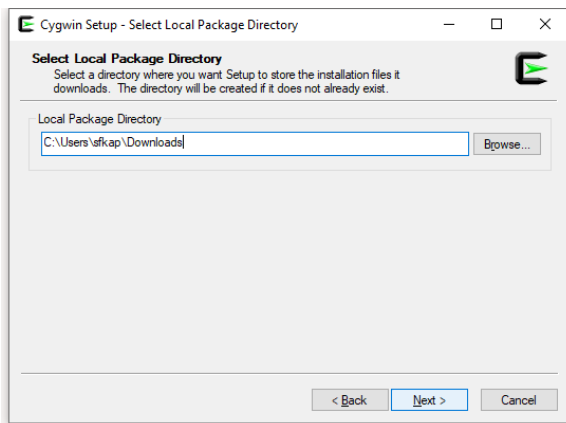 Cygwin Setup - Select Local Package Directory
Select Local Package Directory
Select a directory where you want Setup to store the installation files it
downloads. The directory will be created if it does not already exist.
Local Package Directory
C:\Users\sfkap\Downloads
Browse...
< Back
Next >
Cancel